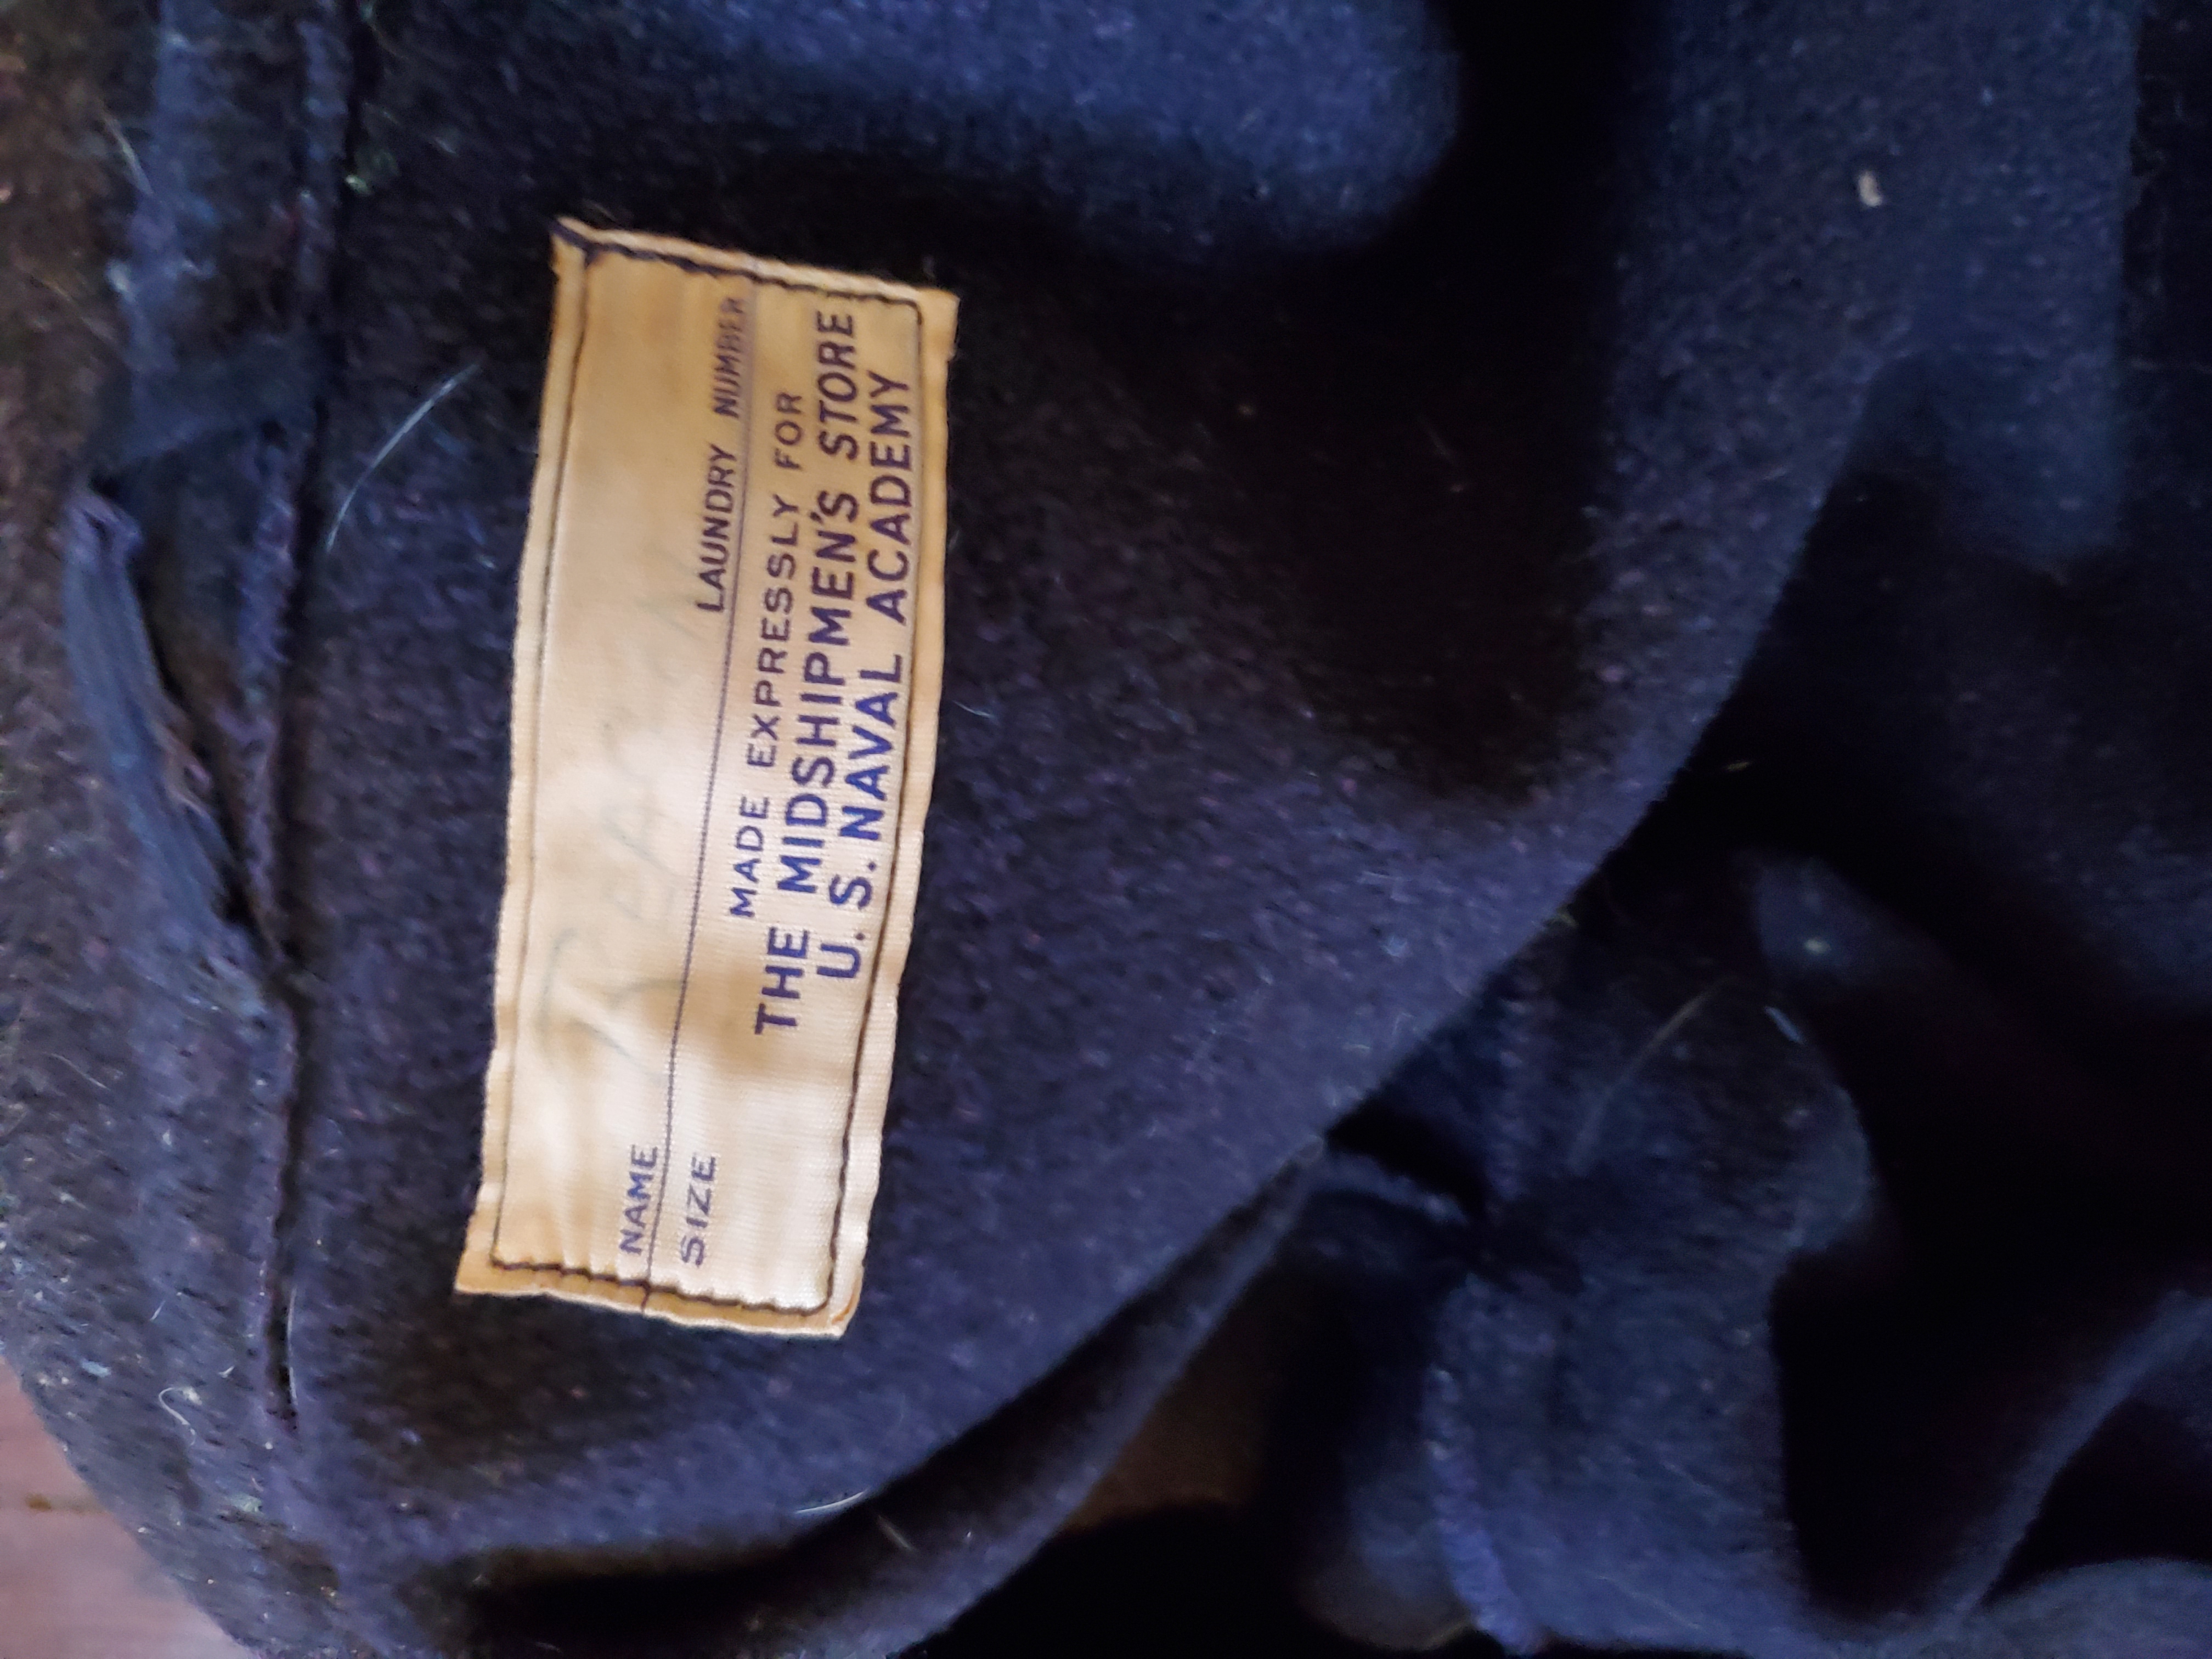 LAUNDRY NUMBER
NAME
SIZE
MADE EXPRESSLY FOR
THE MIDSHIPMEN'S STORE
U. S. NAVAL ACADEMY